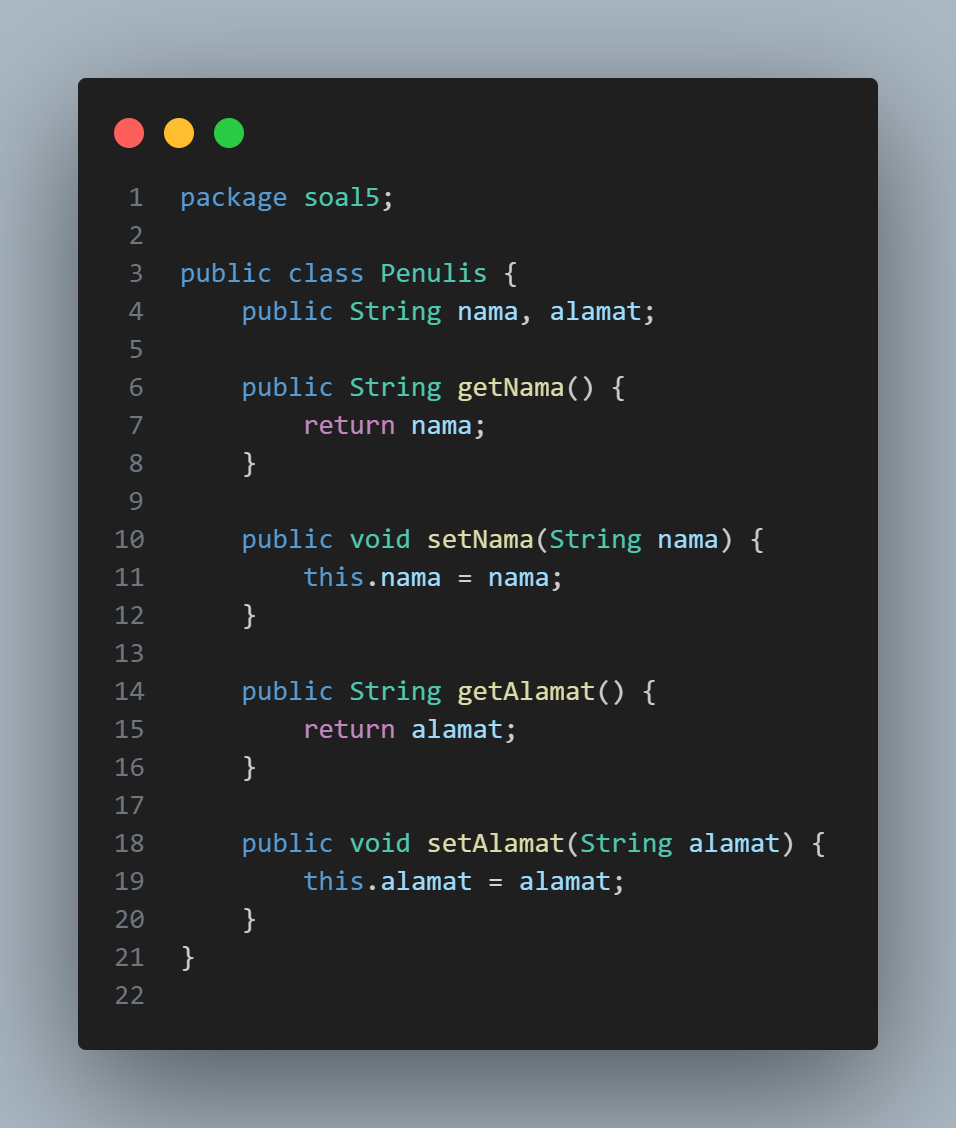 1 package soal5;
2
3 public class Penulis {
4     public String nama, alamat;
5
6     public String getNama() {
7         return nama;
8     }
9
10     public void setNama(String nama) {
11         this.nama = nama;
12     }
13
14     public String getAlamat() {
15         return alamat;
16     }
17
18     public void setAlamat(String alamat) {
19         this.alamat = alamat;
20     }
21 }
22